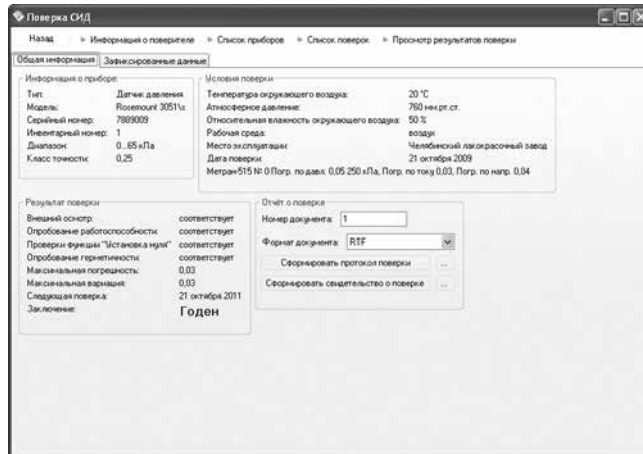 Поверка СИД
Назад » Информация о поверителе » Список приборов » Список поверок » Просмотр результатов поверки
Общая информация Зафиксированные данные
Информация о приборе:
Тип: Датчик давления
Модель: Rosemount 3051\s
Серийный номер: 7889009
Инвентарный номер: 1
Диапазон: 0...65 кПа
Класс точности: 0,25
Условия поверки
Температура окружающего воздуха: 20 °C
Атмосферное давление: 760 мм.рт.ст.
Относительная влажность окружающего воздуха: 50 %
Рабочая среда: воздух
Место эксплуатации: Челябинский лакокрасочный завод
Дата поверки: 21 октября 2009
Метран-515 № 0 Погр. по давл. 0,05 250 кПа, Погр. по току 0,03, Погр. по напр. 0,04
Результат поверки
Внешний осмотр: соответствует
Опробование работоспособности: соответствует
Проверки функции "Установка нуля" соответствует
Опробование герметичности: соответствует
Максимальная погрешность: 0,03
Максимальная вариация: 0,03
Следующая поверка: 21 октября 2011
Заключение: Годен
Отчёт о поверке
Номер документа: 1
Формат документа: RTF
Сформировать протокол поверки ...
Сформировать свидетельство о поверке ...